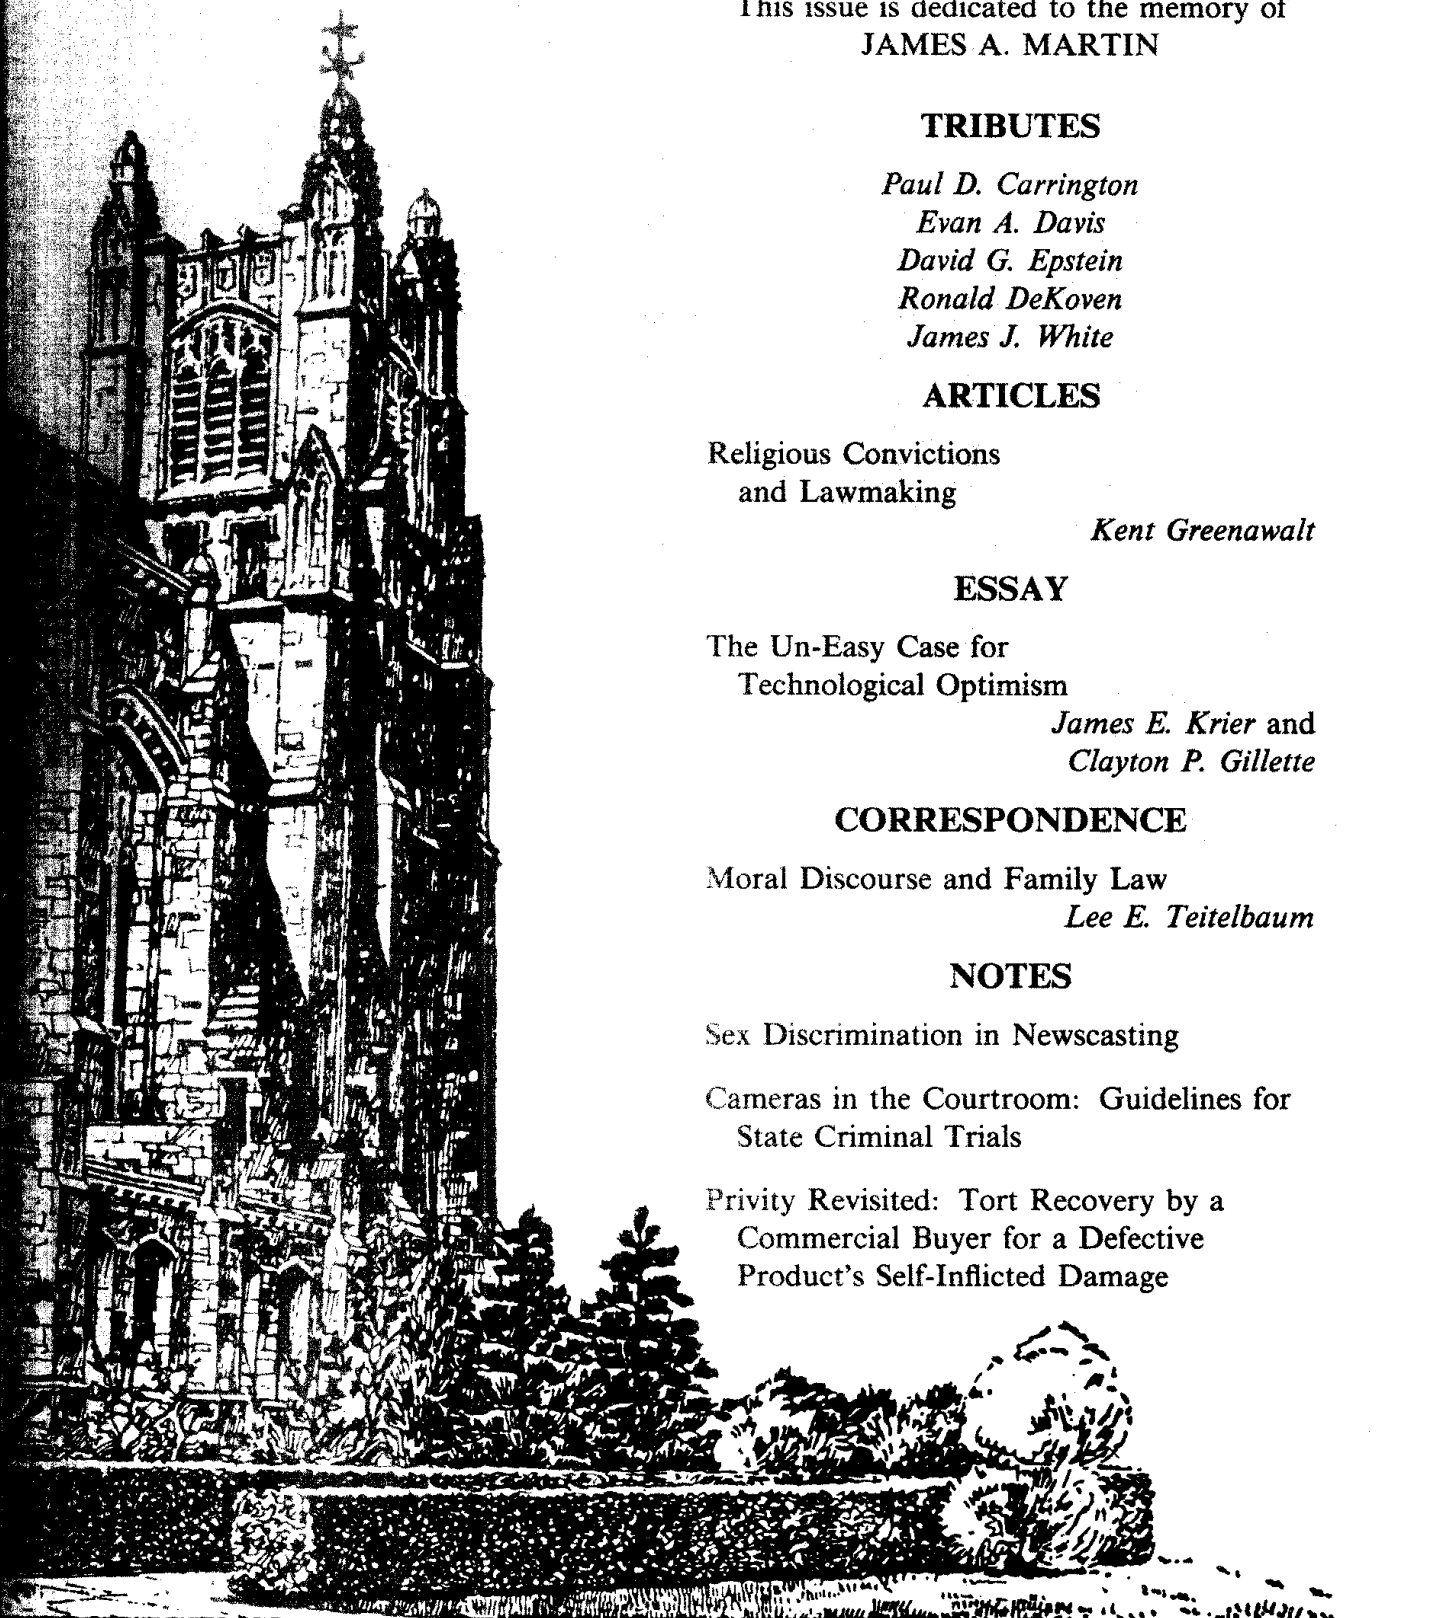 This issue is dedicated to the memory of
JAMES A. MARTIN
TRIBUTES
Paul D. Carrington
Evan A. Davis
David G. Epstein
Ronald DeKoven
James J. White
ARTICLES
Religious Convictions
and Lawmaking
Kent Greenawalt
ESSAY
The Un-Easy Case for
Technological Optimism
James E. Krier and
Clayton P. Gillette
CORRESPONDENCE
Moral Discourse and Family Law
Lee E. Teitelbaum
NOTES
Sex Discrimination in Newscasting
Cameras in the Courtroom: Guidelines for
State Criminal Trials
Privity Revisited: Tort Recovery by a
Commercial Buyer for a Defective
Product's Self-Inflicted Damage